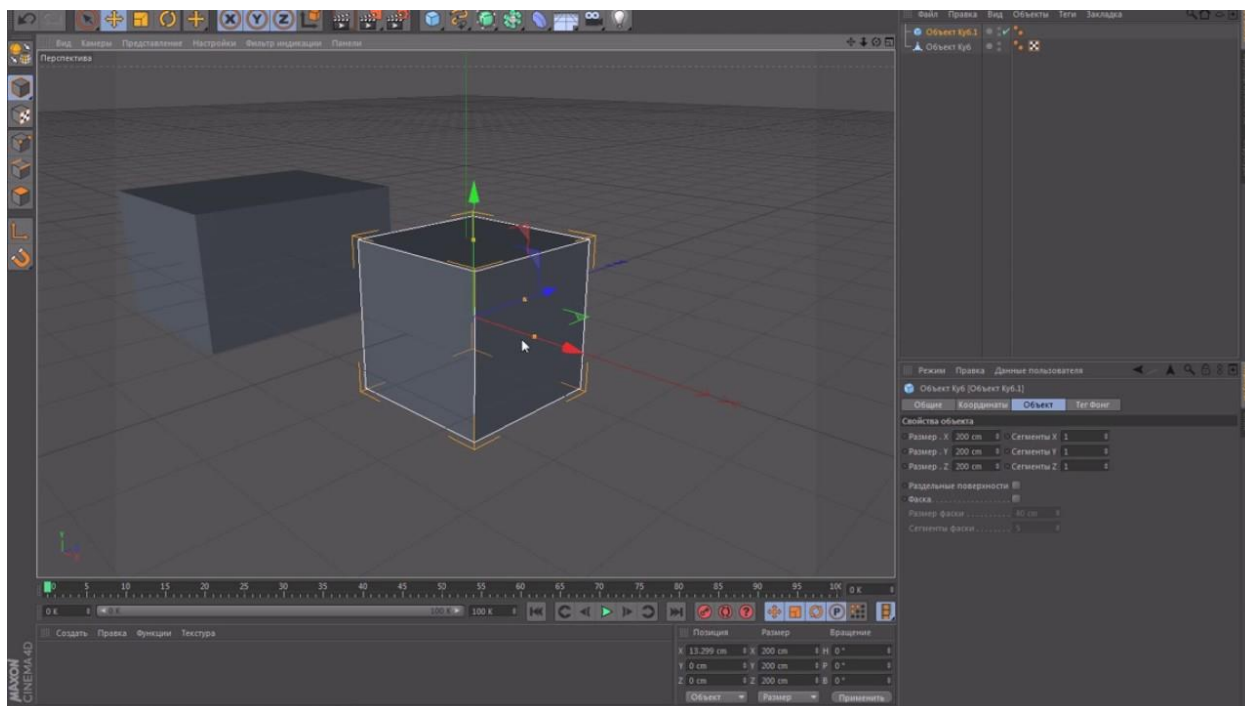 Файл Правка Вид Объекты Теги Закладка
Вид Камеры Представление Настройки Фильтр индикации Панели
Перспектива
Объект Куб.1
Объект Куб
Режим Правка Данные пользователя
Объект Куб [Объект Куб.1]
Общие Координаты Объект Тег Фонг
Свойства объекта
Размер . X 200 cm Сегменты X 1
Размер . Y 200 cm Сегменты Y 1
Размер . Z 200 cm Сегменты Z 1
Раздельные поверхности
Фаска
Размер фаски 40 cm
Сегменты фаски 5
0 5 10 15 20 25 30 35 40 45 50 55 60 65 70 75 80 85 90 95 0 K
0 K 0 K 100 K 100 K
Создать Правка Функции Текстура
Позиция Размер Вращение
X 13.299 cm X 200 cm H 0 °
Y 0 cm Y 200 cm P 0 °
Z 0 cm Z 200 cm B 0 °
Объект Размер Применить
MAXON
CINEMA 4D